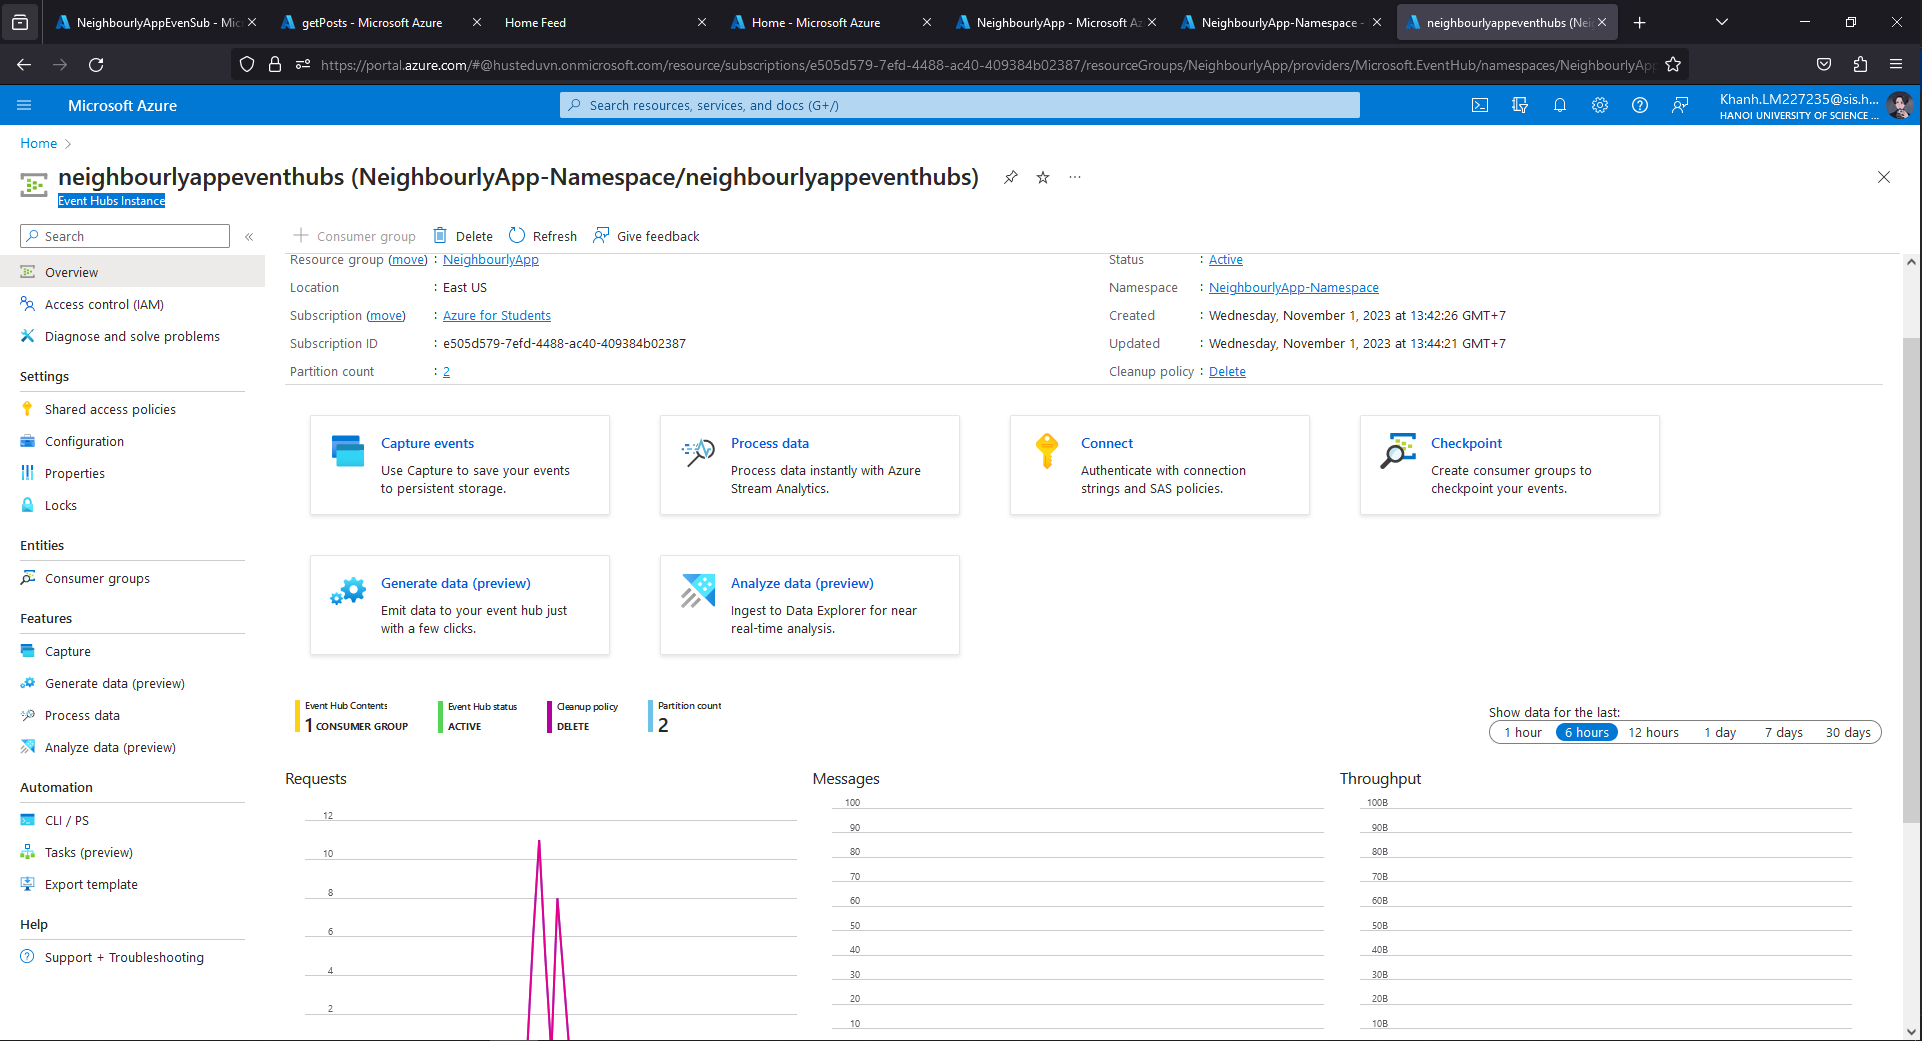 NeighbourlyAppEvenSub - Mic
getPosts - Microsoft Azure
Home Feed
Home - Microsoft Azure
NeighbourlyApp - Microsoft Az
NeighbourlyApp-Namespace -
neighbourlyappeventhubs (Nei
https://portal.azure.com/#@husteduvn.onmicrosoft.com/resource/subscriptions/e505d579-7efd-4488-ac40-409384b02387/resourceGroups/NeighbourlyApp/providers/Microsoft.EventHub/namespaces/NeighbourlyApp
Microsoft Azure
Search resources, services, and docs (G+/)
Khanh.LM227235@sis.h...
HANOI UNIVERSITY OF SCIENCE ...
Home
neighbourlyappeventhubs (NeighbourlyApp-Namespace/neighbourlyappeventhubs)
Event Hubs Instance
Search
Consumer group
Delete
Refresh
Give feedback
Overview
Access control (IAM)
Diagnose and solve problems
Settings
Shared access policies
Configuration
Properties
Locks
Entities
Consumer groups
Features
Capture
Generate data (preview)
Process data
Analyze data (preview)
Automation
CLI / PS
Tasks (preview)
Export template
Help
Support + Troubleshooting
Resource group (move) : NeighbourlyApp
Location : East US
Subscription (move) : Azure for Students
Subscription ID : e505d579-7efd-4488-ac40-409384b02387
Partition count : 2
Status : Active
Namespace : NeighbourlyApp-Namespace
Created : Wednesday, November 1, 2023 at 13:42:26 GMT+7
Updated : Wednesday, November 1, 2023 at 13:44:21 GMT+7
Cleanup policy : Delete
Capture events
Use Capture to save your events
to persistent storage.
Process data
Process data instantly with Azure
Stream Analytics.
Connect
Authenticate with connection
strings and SAS policies.
Checkpoint
Create consumer groups to
checkpoint your events.
Generate data (preview)
Emit data to your event hub just
with a few clicks.
Analyze data (preview)
Ingest to Data Explorer for near
real-time analysis.
Event Hub Contents
1 CONSUMER GROUP
Event Hub status
ACTIVE
Cleanup policy
DELETE
Partition count
2
Show data for the last:
1 hour
6 hours
12 hours
1 day
7 days
30 days
Requests
12
10
8
6
4
2
Messages
100
90
80
70
60
50
40
30
20
10
Throughput
100B
90B
80B
70B
60B
50B
40B
30B
20B
10B